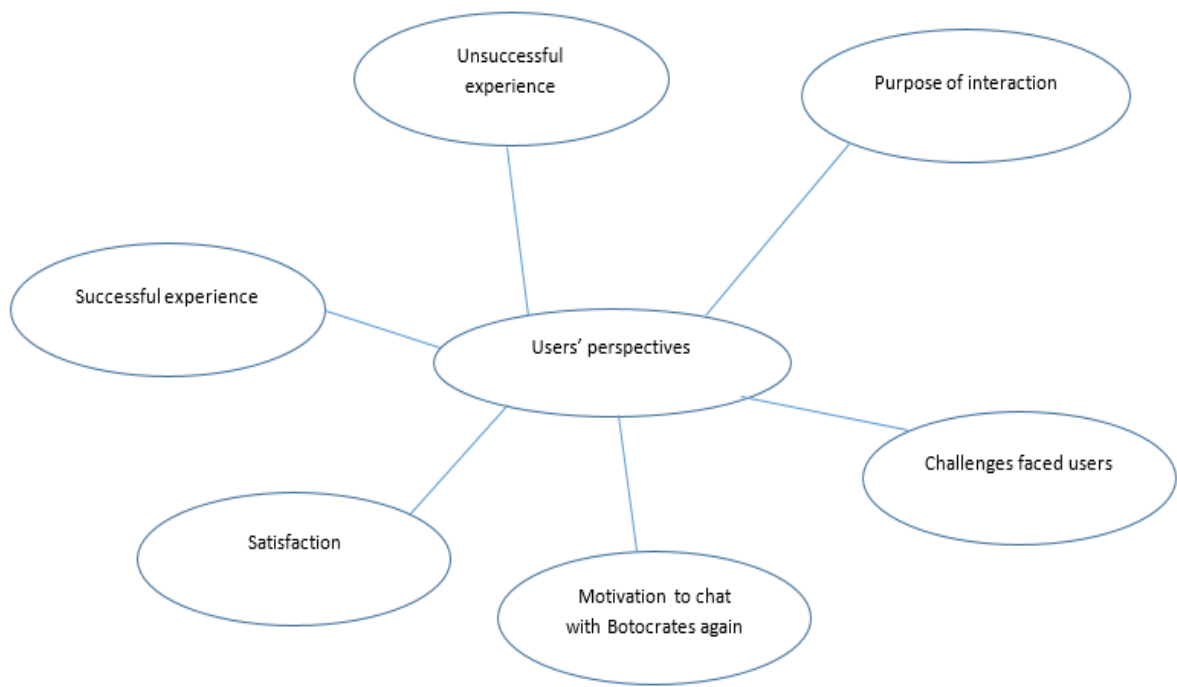 Unsuccessful
experience
Purpose of interaction
Successful experience
Users’ perspectives
Challenges faced users
Satisfaction
Motivation to chat
with Botocrates again